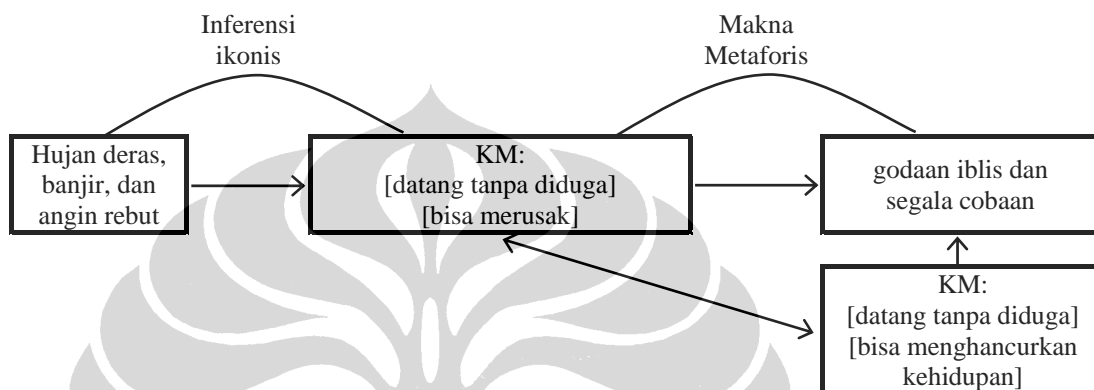 Inferensi
ikonis
Makna
Metaforis
Hujan deras,
banjir, dan
angin rebut
KM:
[datang tanpa diduga]
[bisa merusak]
godaan iblis dan
segala cobaan
KM:
[datang tanpa diduga]
[bisa menghancurkan
kehidupan]